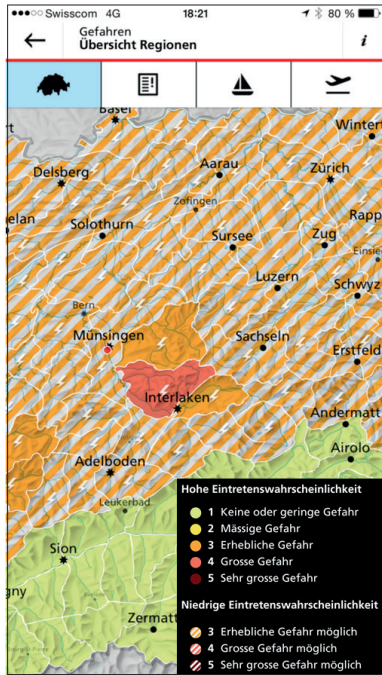 Swisscom 4G 18:21 80 %
Gefahren
Übersicht Regionen
i
Basel
Wintert
Delsberg
Aarau
Zürich
Zofingen
elan
Solothurn
Sursee
Zug
Rapp
Einsie
Luzern
Bern
Schwyz
Münsingen
Sachseln
Erstfeld
Interlaken
Andermatt
Airolo
Adelboden
Leukerbad
Sion
gny
Zermatt
Hohe Eintretenswahrscheinlichkeit
1 Keine oder geringe Gefahr
2 Mässige Gefahr
3 Erhebliche Gefahr
4 Grosse Gefahr
5 Sehr grosse Gefahr
Niedrige Eintretenswahrscheinlichkeit
3 Erhebliche Gefahr möglich
4 Grosse Gefahr möglich
5 Sehr grosse Gefahr möglich